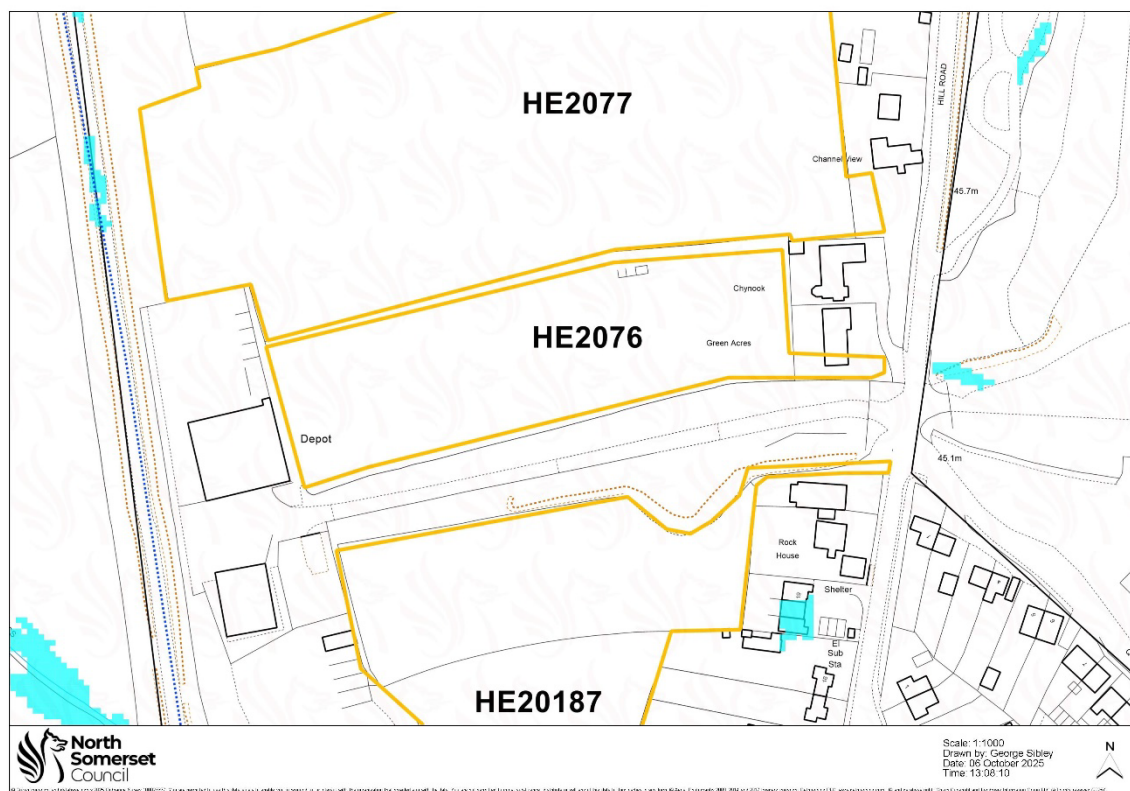 HE2077
HILL ROAD
Channel View
45.7m
Chynook
HE2076
Green Acres
Depot
45.1m
Rock
House
Shelter
El
Sub
Sta
HE20187
North
Somerset
Council
Scale: 1:1000
Drawn by: George Sibley
Date: 06 October 2025
Time: 13:08:10
N